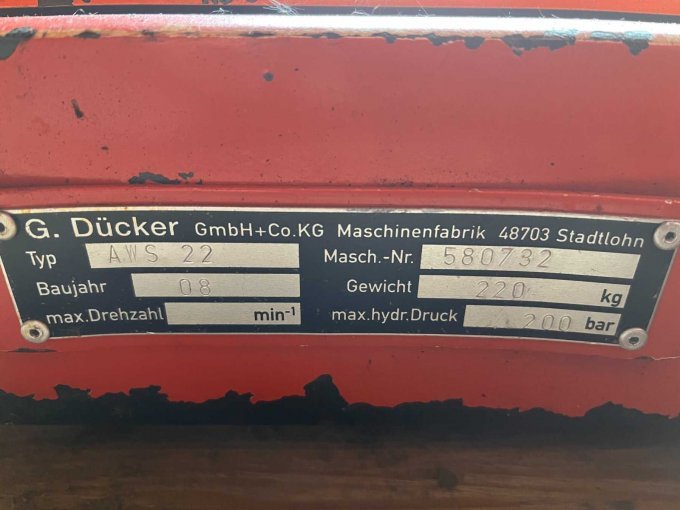 G. Dücker GmbH+Co.KG Maschinenfabrik 48703 Stadtlohn
Typ AWS 22 Masch.-Nr. 580732
Baujahr 08 Gewicht 220 kg
max.Drehzahl min-1 max.hydr.Druck 200 bar